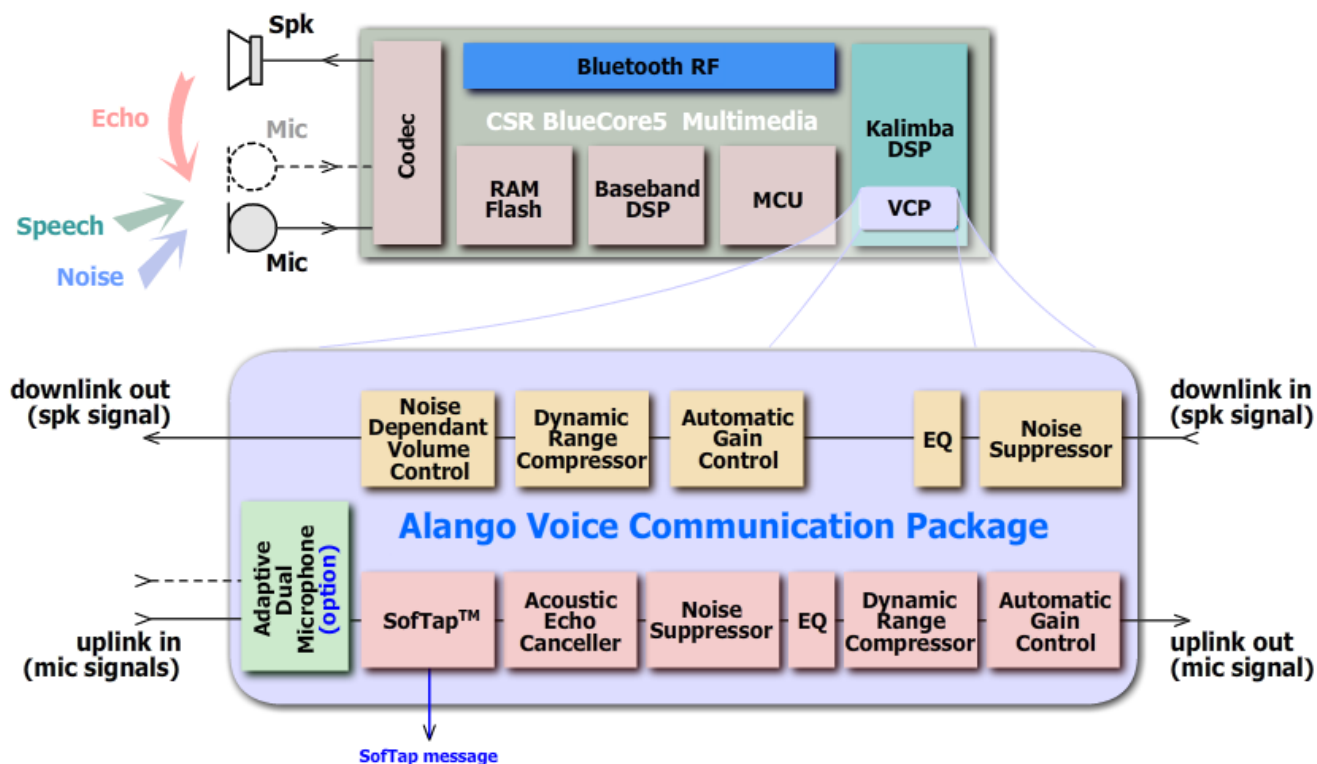 Spk
Echo
Mic
Speech
Noise
Mic
Codec
Bluetooth RF
CSR BlueCore5 Multimedia
RAM
Flash
Baseband
DSP
MCU
Kalimba
DSP
VCP
downlink out
(spk signal)
Noise
Dependant
Volume
Control
Dynamic
Range
Compressor
Automatic
Gain
Control
EQ
Noise
Suppressor
downlink in
(spk signal)
Alango Voice Communication Package
Adaptive
Dual
Microphone
(option)
uplink in
(mic signals)
SofTap™
Acoustic
Echo
Canceller
Noise
Suppressor
EQ
Dynamic
Range
Compressor
Automatic
Gain
Control
uplink out
(mic signal)
SofTap message